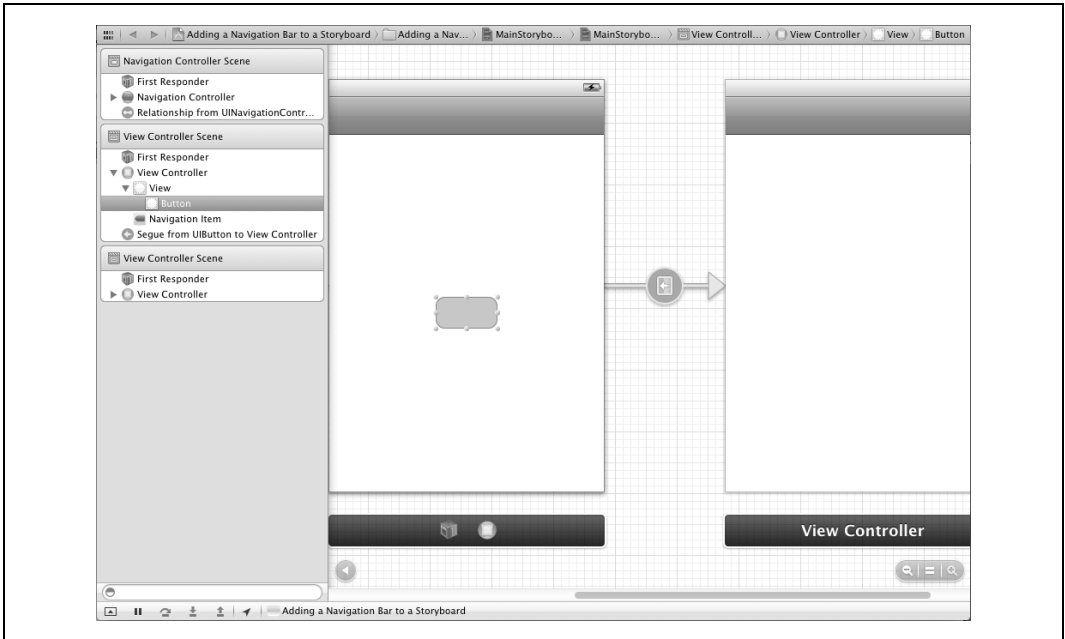 Adding a Navigation Bar to a Storyboard Adding a Nav... MainStorybo... MainStorybo... View Controll... View Controller View Button
Navigation Controller Scene
First Responder
Navigation Controller
Relationship from UINavigationContr...
View Controller Scene
First Responder
View Controller
View
Button
Navigation Item
Segue from UIButton to View Controller
View Controller Scene
First Responder
View Controller
View Controller
Adding a Navigation Bar to a Storyboard